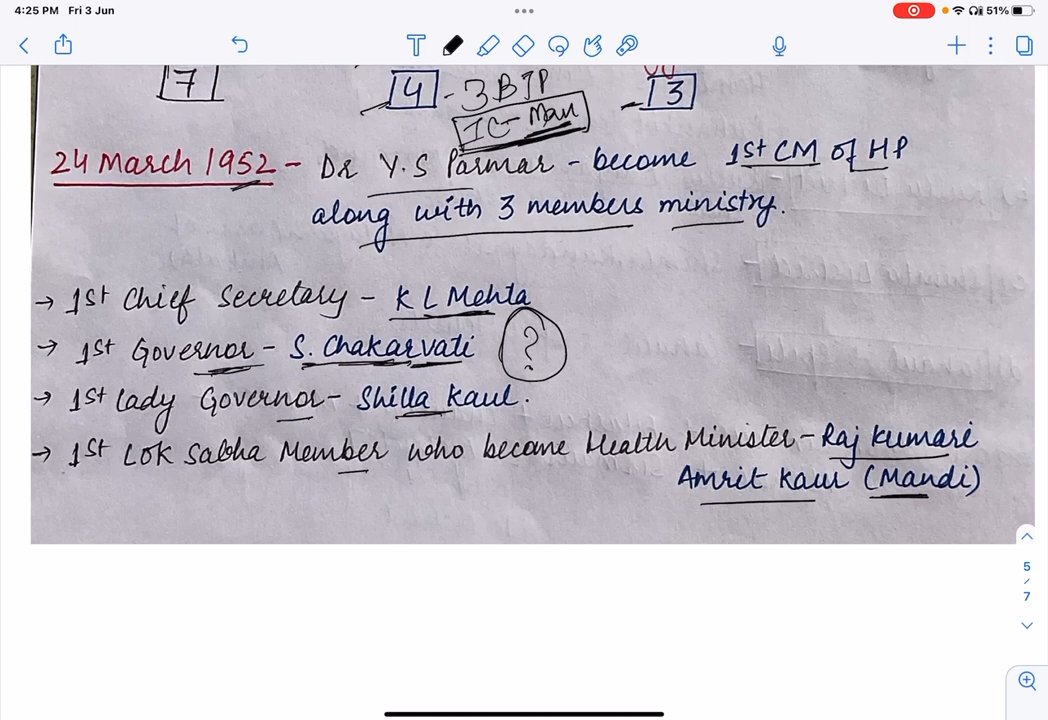 4:25 PM Fri 3 Jun
51%
7
4 - 3 BJP
3
IC - Man
24 March 1952 - Dr Y.S Parmar - become 1st CM of HP
along with 3 members ministry.
→ 1st Chief Secretary - K L Mehta
→ 1st Governor - S. Chakarvati ?
→ 1st Lady Governor - Shilla Kaul.
→ 1st Lok Sabha Member who become Health Minister - Raj Kumari
Amrit Kaur (Mandi)
5
/
7